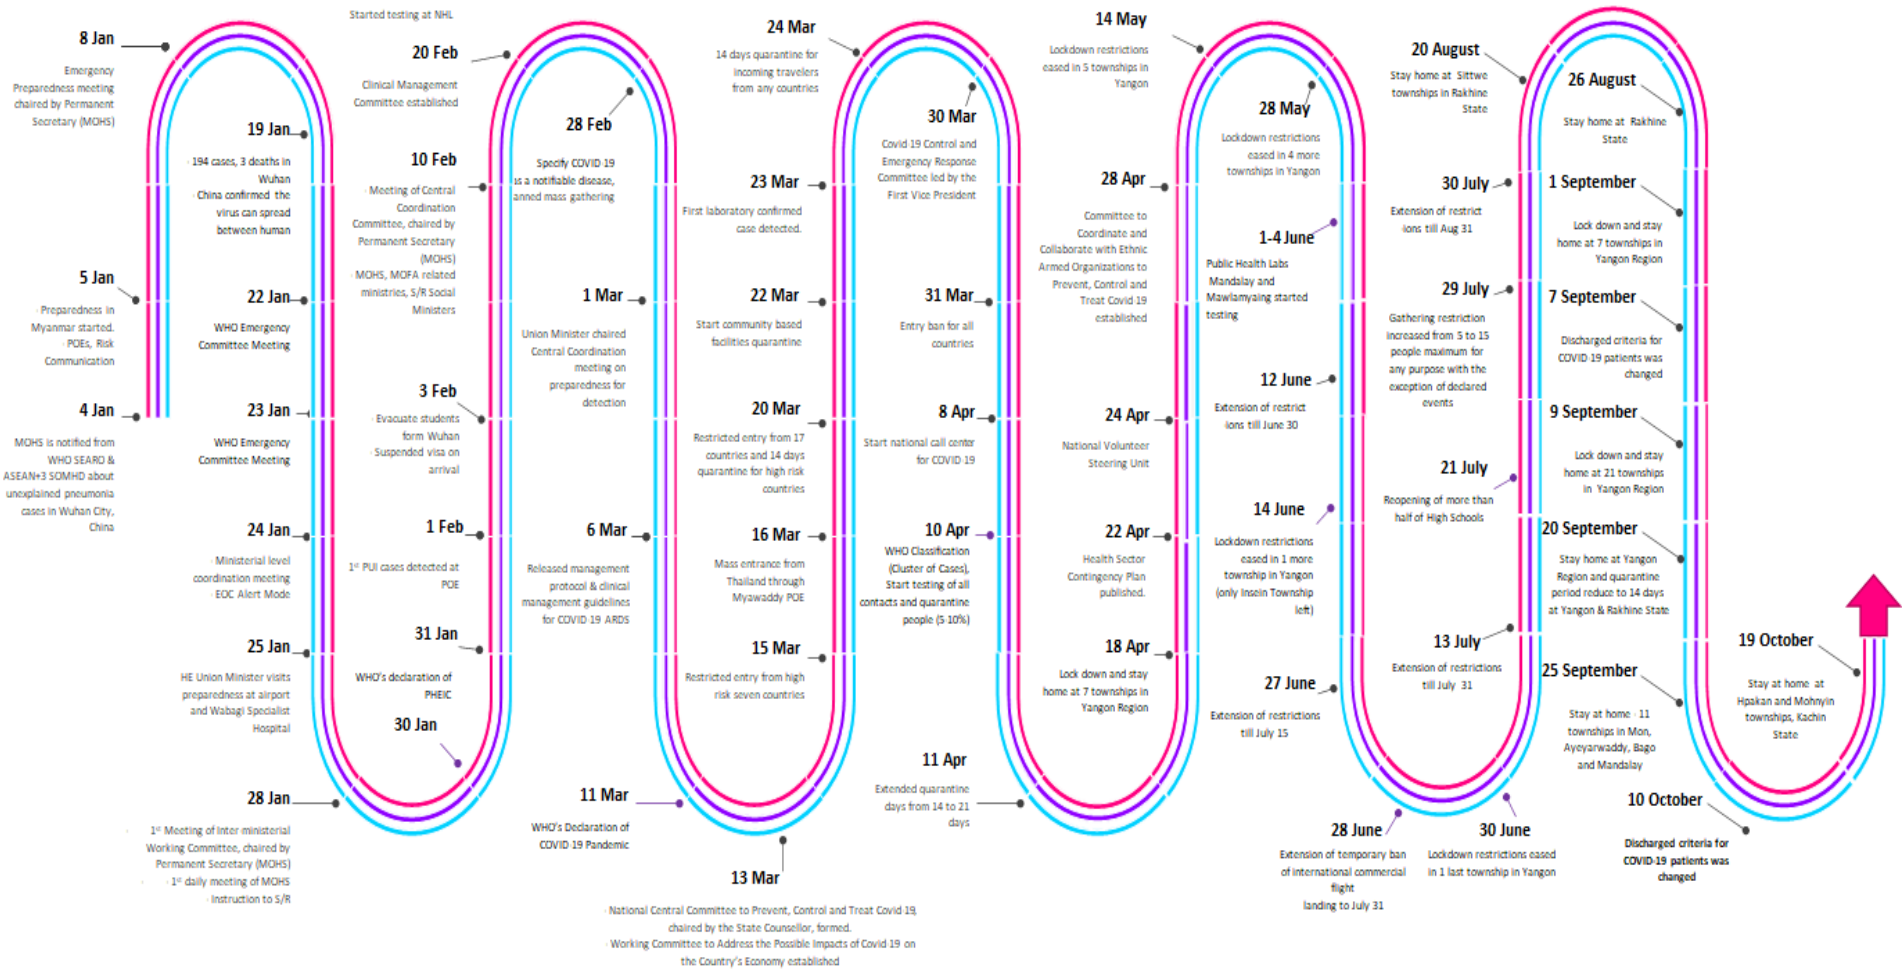 8 Jan
Emergency
Preparedness meeting
chaired by Permanent
Secretary (MOHS)
19 Jan
· 194 cases, 3 deaths in
Wuhan
· China confirmed the
virus can spread
between human
5 Jan
· Preparedness in
Myanmar started.
· POEs, Risk
Communication
22 Jan
WHO Emergency
Committee Meeting
4 Jan
MOHS is notified from
WHO SEARO &
ASEAN+3 SOMHD about
unexplained pneumonia
cases in Wuhan City,
China
23 Jan
WHO Emergency
Committee Meeting
24 Jan
· Ministerial level
coordination meeting
· EOC Alert Mode
25 Jan
HE Union Minister visits
preparedness at airport
and Wabagi Specialist
Hospital
28 Jan
· 1st Meeting of Inter ministerial
Working Committee, chaired by
Permanent Secretary (MOHS)
· 1st daily meeting of MOHS
· Instruction to S/R
Started testing at NHL
20 Feb
Clinical Management
Committee established
10 Feb
· Meeting of Central
Coordination
Committee, chaired by
Permanent Secretary
(MOHS)
· MOHS, MOFA related
ministries, S/R Social
Ministers
3 Feb
· Evacuate students
form Wuhan
· Suspended visa on
arrival
1 Feb
1st PUI cases detected at
POE
31 Jan
WHO's declaration of
PHEIC
30 Jan
28 Feb
Specify COVID 19
as a notifiable disease,
anned mass gathering
1 Mar
Union Minister chaired
Central Coordination
meeting on
preparedness for
detection
6 Mar
Released management
protocol & clinical
management guidelines
for COVID 19 ARDS
11 Mar
WHO's Declaration of
COVID 19 Pandemic
13 Mar
· National Central Committee to Prevent, Control and Treat Covid 19,
chaired by the State Counsellor, formed.
· Working Committee to Address the Possible Impacts of Covid 19 on
the Country's Economy established
24 Mar
14 days quarantine for
incoming travelers
from any countries
23 Mar
First laboratory confirmed
case detected.
22 Mar
Start community based
facilities quarantine
20 Mar
Restricted entry from 17
countries and 14 days
quarantine for high risk
countries
16 Mar
Mass entrance from
Thailand through
Myawaddy POE
15 Mar
Restricted entry from high
risk seven countries
30 Mar
Covid 19 Control and
Emergency Response
Committee led by the
First Vice President
31 Mar
Entry ban for all
countries
8 Apr
Start national call center
for COVID 19
10 Apr
WHO Classification
(Cluster of Cases),
Start testing of all
contacts and quarantine
people (5 10%)
11 Apr
Extended quarantine
days from 14 to 21
days
14 May
Lockdown restrictions
eased in 5 townships in
Yangon
28 Apr
Committee to
Coordinate and
Collaborate with Ethnic
Armed Organizations to
Prevent, Control and
Treat Covid 19
established
24 Apr
National Volunteer
Steering Unit
22 Apr
Health Sector
Contingency Plan
published.
18 Apr
Lock down and stay
home at 7 townships in
Yangon Region
28 May
Lockdown restrictions
eased in 4 more
townships in Yangon
1-4 June
Public Health Labs
Mandalay and
Mawlamyaing started
testing
12 June
Extension of restrict
ions till June 30
14 June
Lockdown restrictions
eased in 1 more
township in Yangon
(only Insein Township
left)
27 June
Extension of restrictions
till July 15
28 June
Extension of temporary ban
of international commercial
flight
landing to July 31
30 June
Lockdown restrictions eased
in 1 last township in Yangon
20 August
Stay home at Sittwe
townships in Rakhine
State
30 July
Extension of restrict
ions till Aug 31
29 July
Gathering restriction
increased from 5 to 15
people maximum for
any purpose with the
exception of declared
events
21 July
Reopening of more than
half of High Schools
13 July
Extension of restrictions
till July 31
26 August
Stay home at Rakhine
State
1 September
Lock down and stay
home at 7 townships in
Yangon Region
7 September
Discharged criteria for
COVID 19 patients was
changed
9 September
Lock down and stay
home at 21 townships
in Yangon Region
20 September
Stay home at Yangon
Region and quarantine
period reduce to 14 days
at Yangon & Rakhine State
25 September
Stay at home · 11
townships in Mon,
Ayeyarwaddy, Bago
and Mandalay
10 October
Discharged criteria for
COVID-19 patients was
changed
19 October
Stay at home at
Hpakan and Mohnyin
townships, Kachin
State